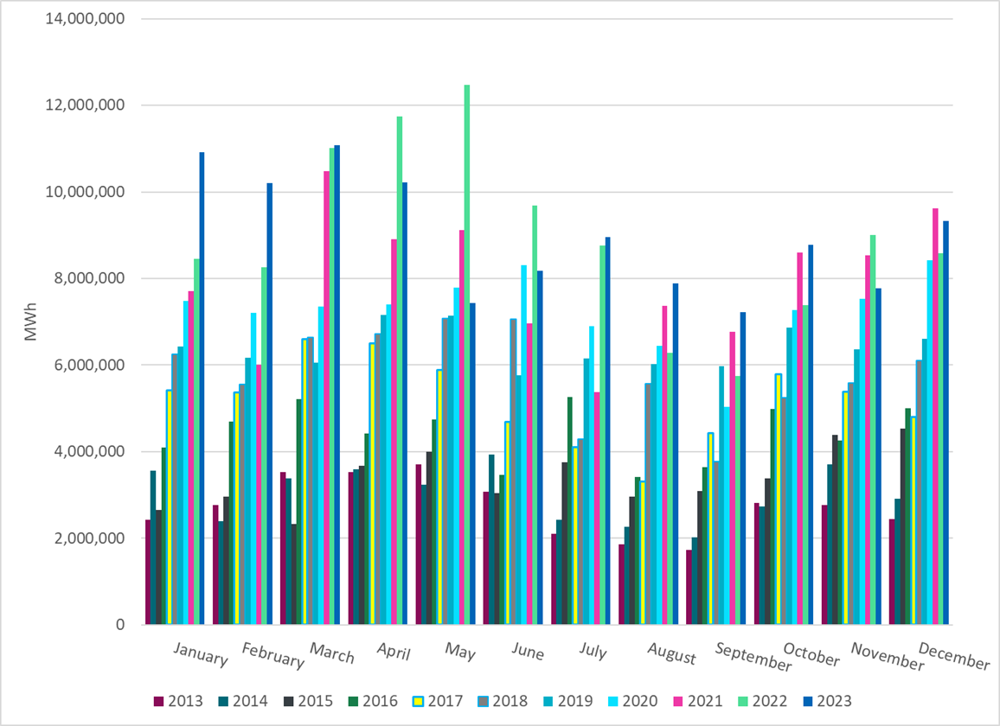 14,000,000
12,000,000
10,000,000
8,000,000
6,000,000
4,000,000
2,000,000
0
MWh
January February March April May June July August September October November December
2013 2014 2015 2016 2017 2018 2019 2020 2021 2022 2023